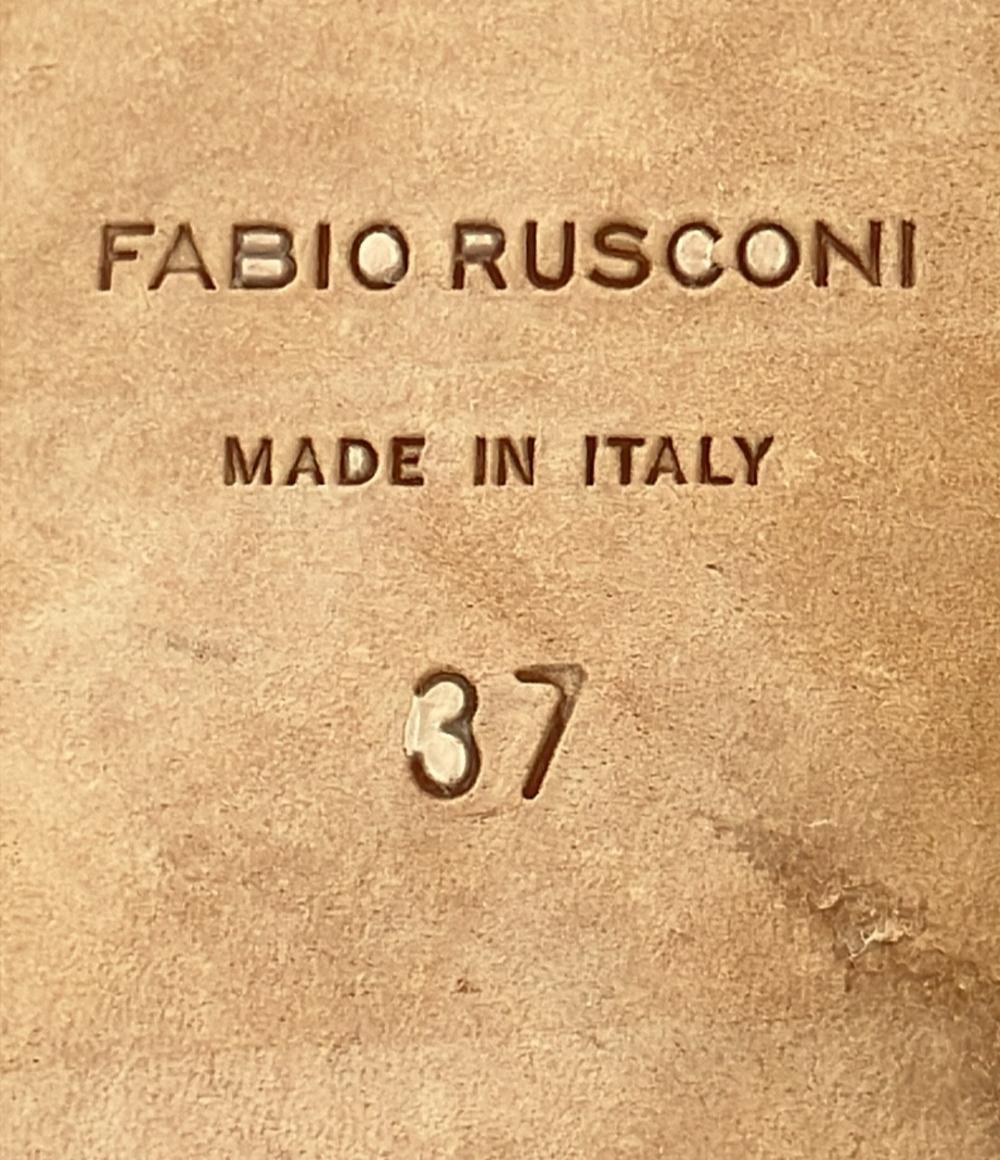 FABIO RUSCONI
MADE IN ITALY
37